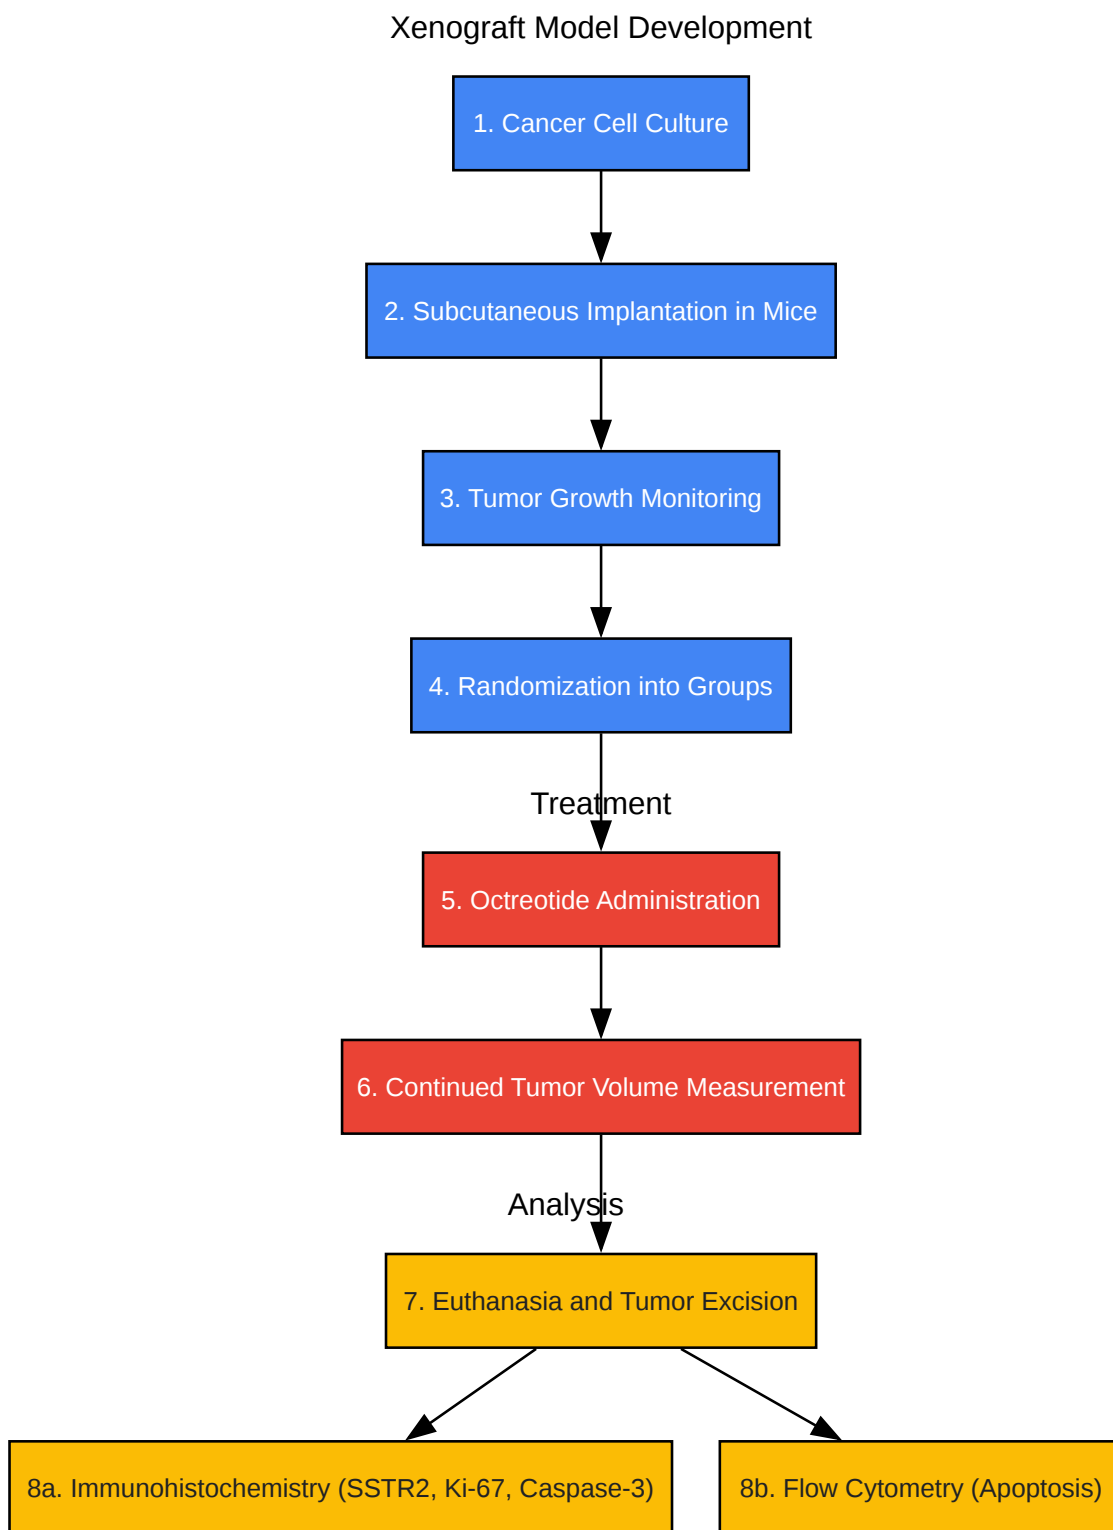 Xenograft Model Development
1. Cancer Cell Culture
2. Subcutaneous Implantation in Mice
3. Tumor Growth Monitoring
4. Randomization into Groups
Treatment
5. Octreotide Administration
6. Continued Tumor Volume Measurement
Analysis
7. Euthanasia and Tumor Excision
8a. Immunohistochemistry (SSTR2, Ki-67, Caspase-3)
8b. Flow Cytometry (Apoptosis)